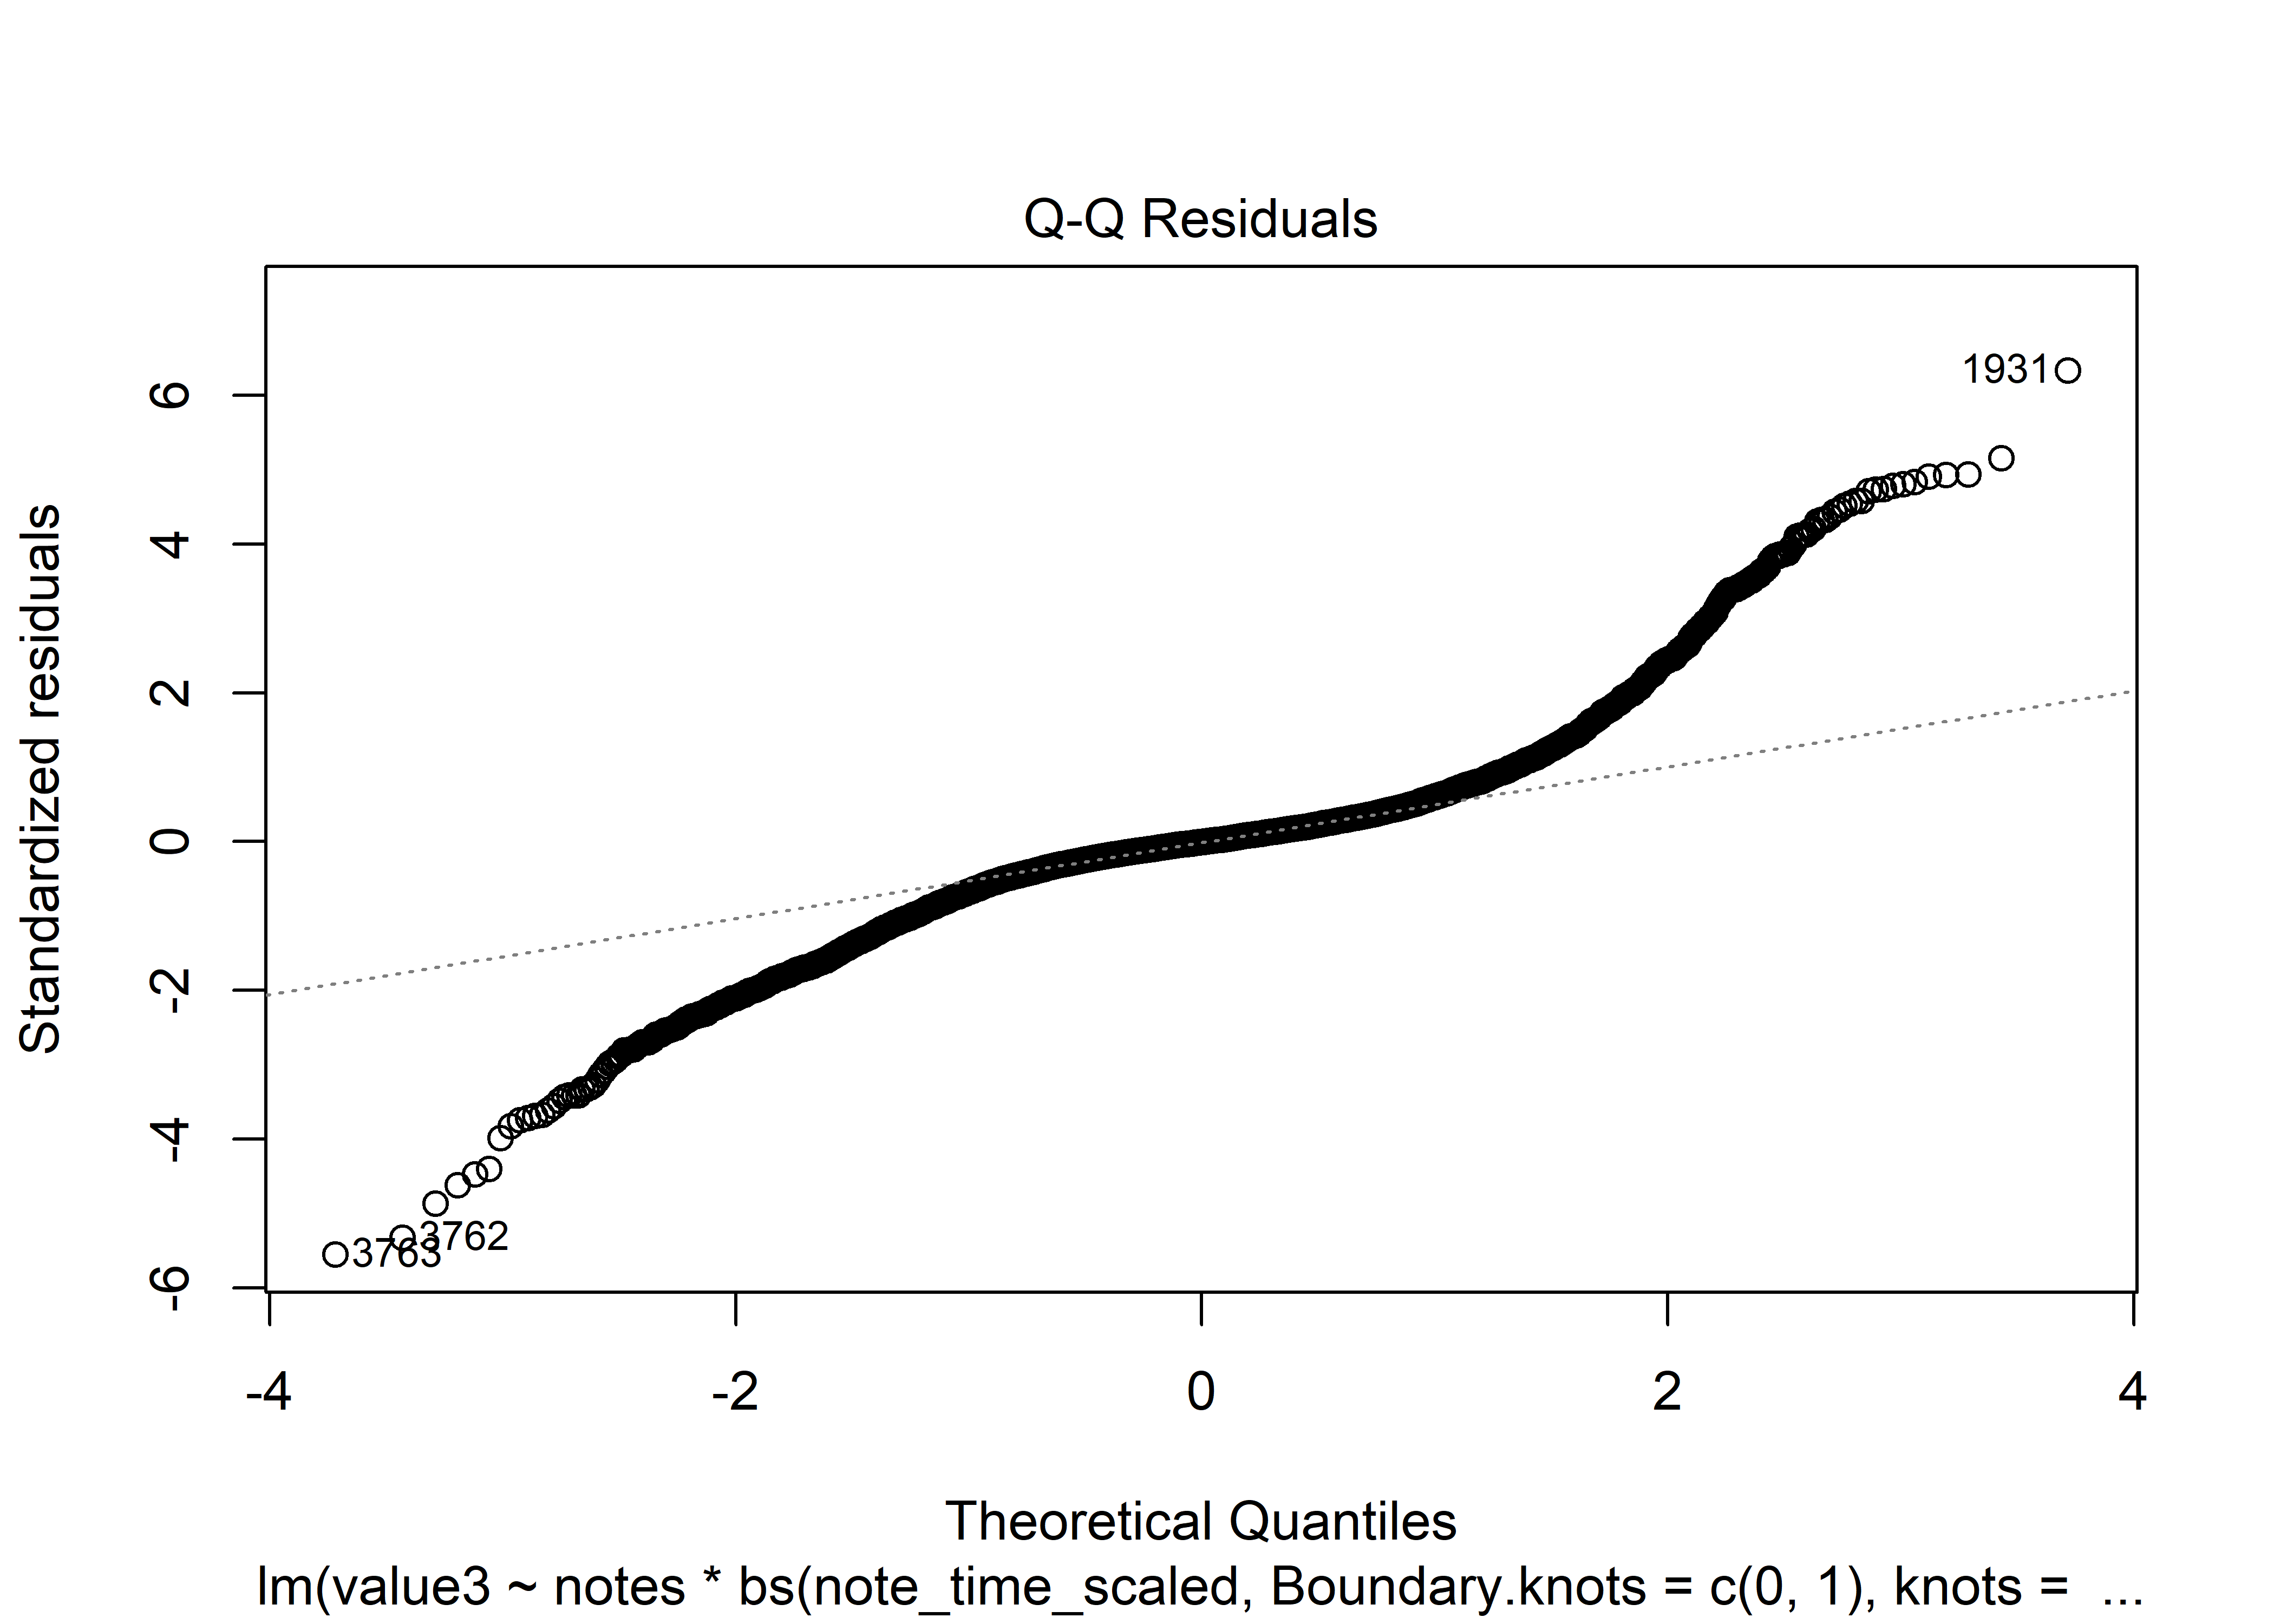 Q-Q Residuals
Standardized residuals
6
4
2
0
-2
-4
-6
1931
3762
3763
-4 -2 0 2 4
Theoretical Quantiles
lm(value3 ~ notes * bs(note_time_scaled, Boundary.knots = c(0, 1), knots = ...